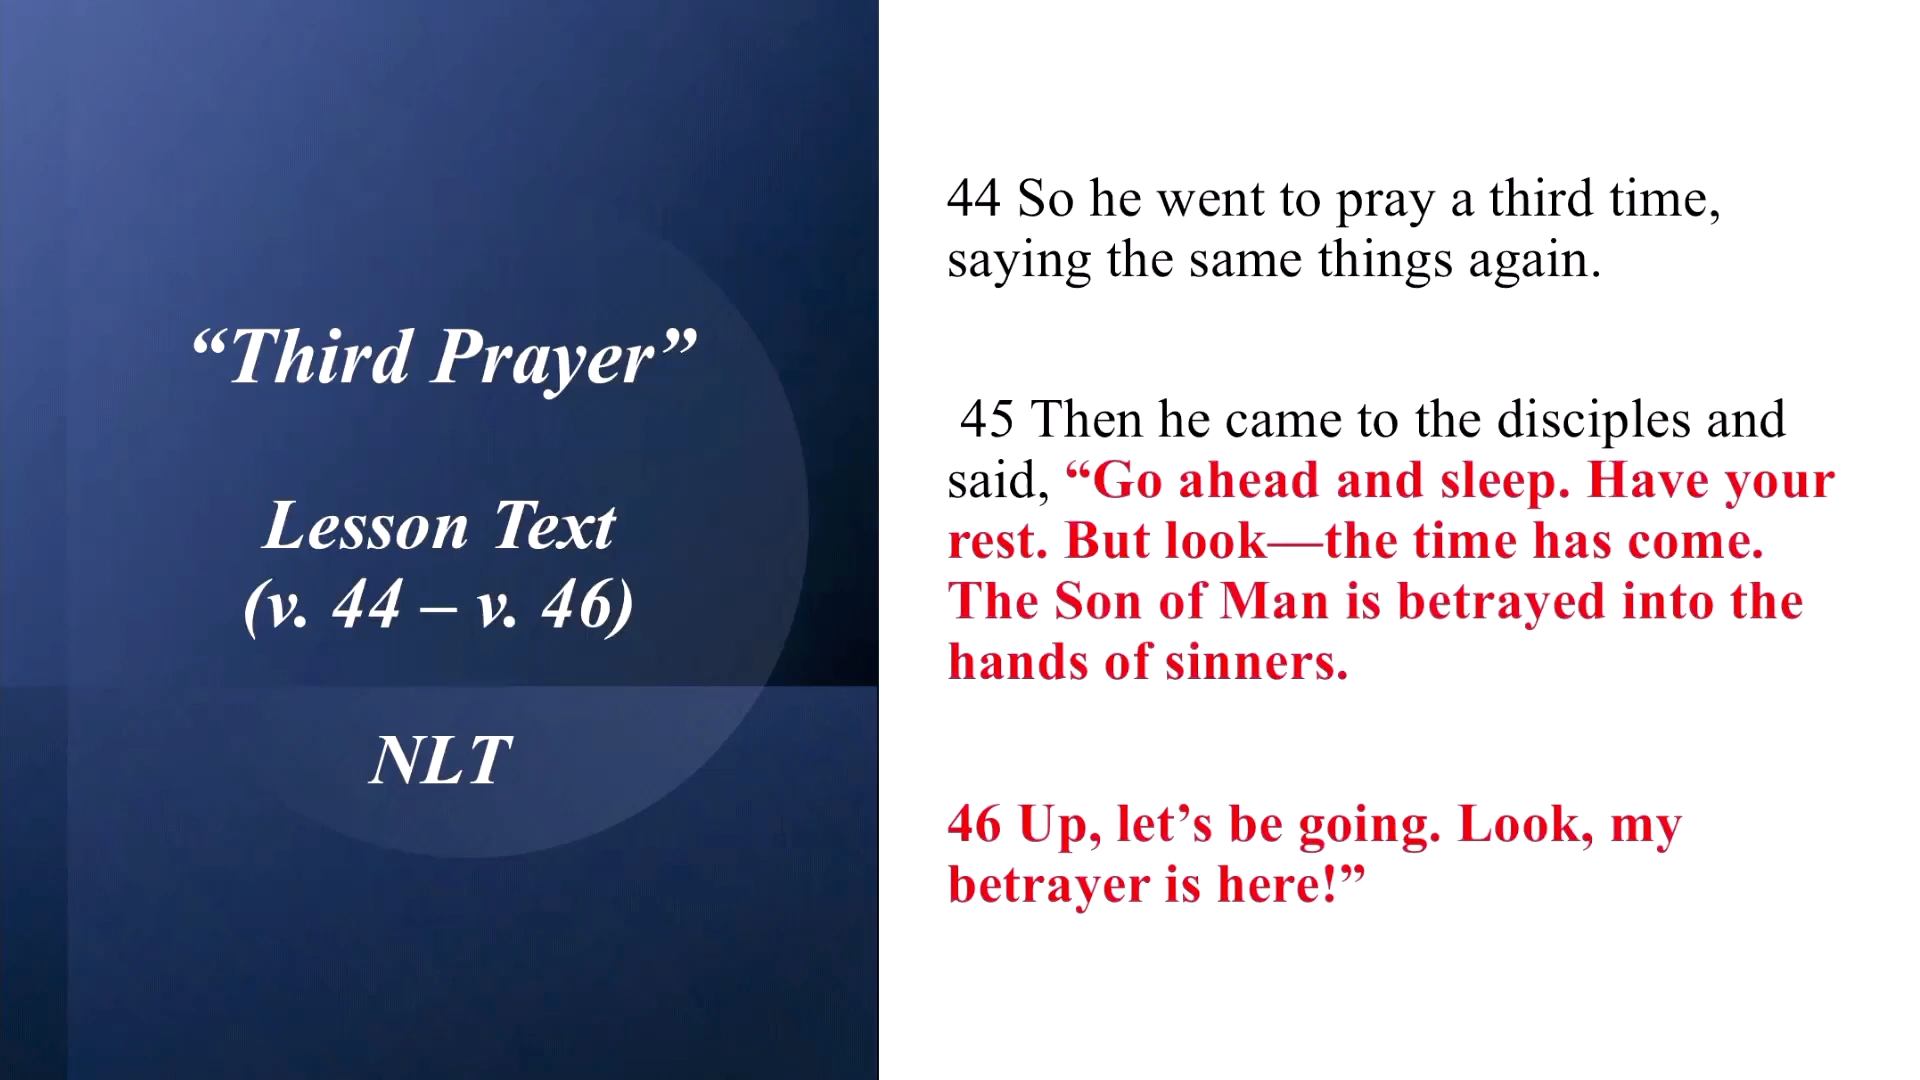 “Third Prayer”
Lesson Text
(v. 44 – v. 46)
NLT
44 So he went to pray a third time,
saying the same things again.
45 Then he came to the disciples and
said, “Go ahead and sleep. Have your
rest. But look—the time has come.
The Son of Man is betrayed into the
hands of sinners.
46 Up, let’s be going. Look, my
betrayer is here!”